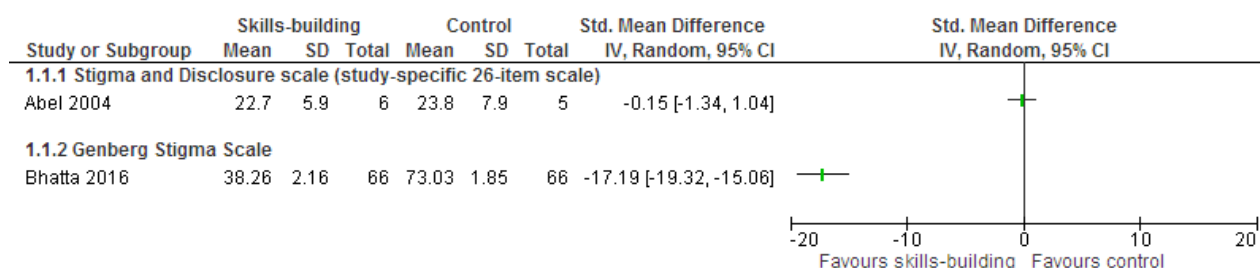 Skills-building Control Std. Mean Difference Std. Mean Difference
Study or Subgroup Mean SD Total Mean SD Total IV, Random, 95% CI IV, Random, 95% CI
1.1.1 Stigma and Disclosure scale (study-specific 26-item scale)
Abel 2004 22.7 5.9 6 23.8 7.9 5 -0.15 [-1.34, 1.04]
1.1.2 Genberg Stigma Scale
Bhatta 2016 38.26 2.16 66 73.03 1.85 66 -17.19 [-19.32, -15.06]
-20 -10 0 10 20
Favours skills-building Favours control